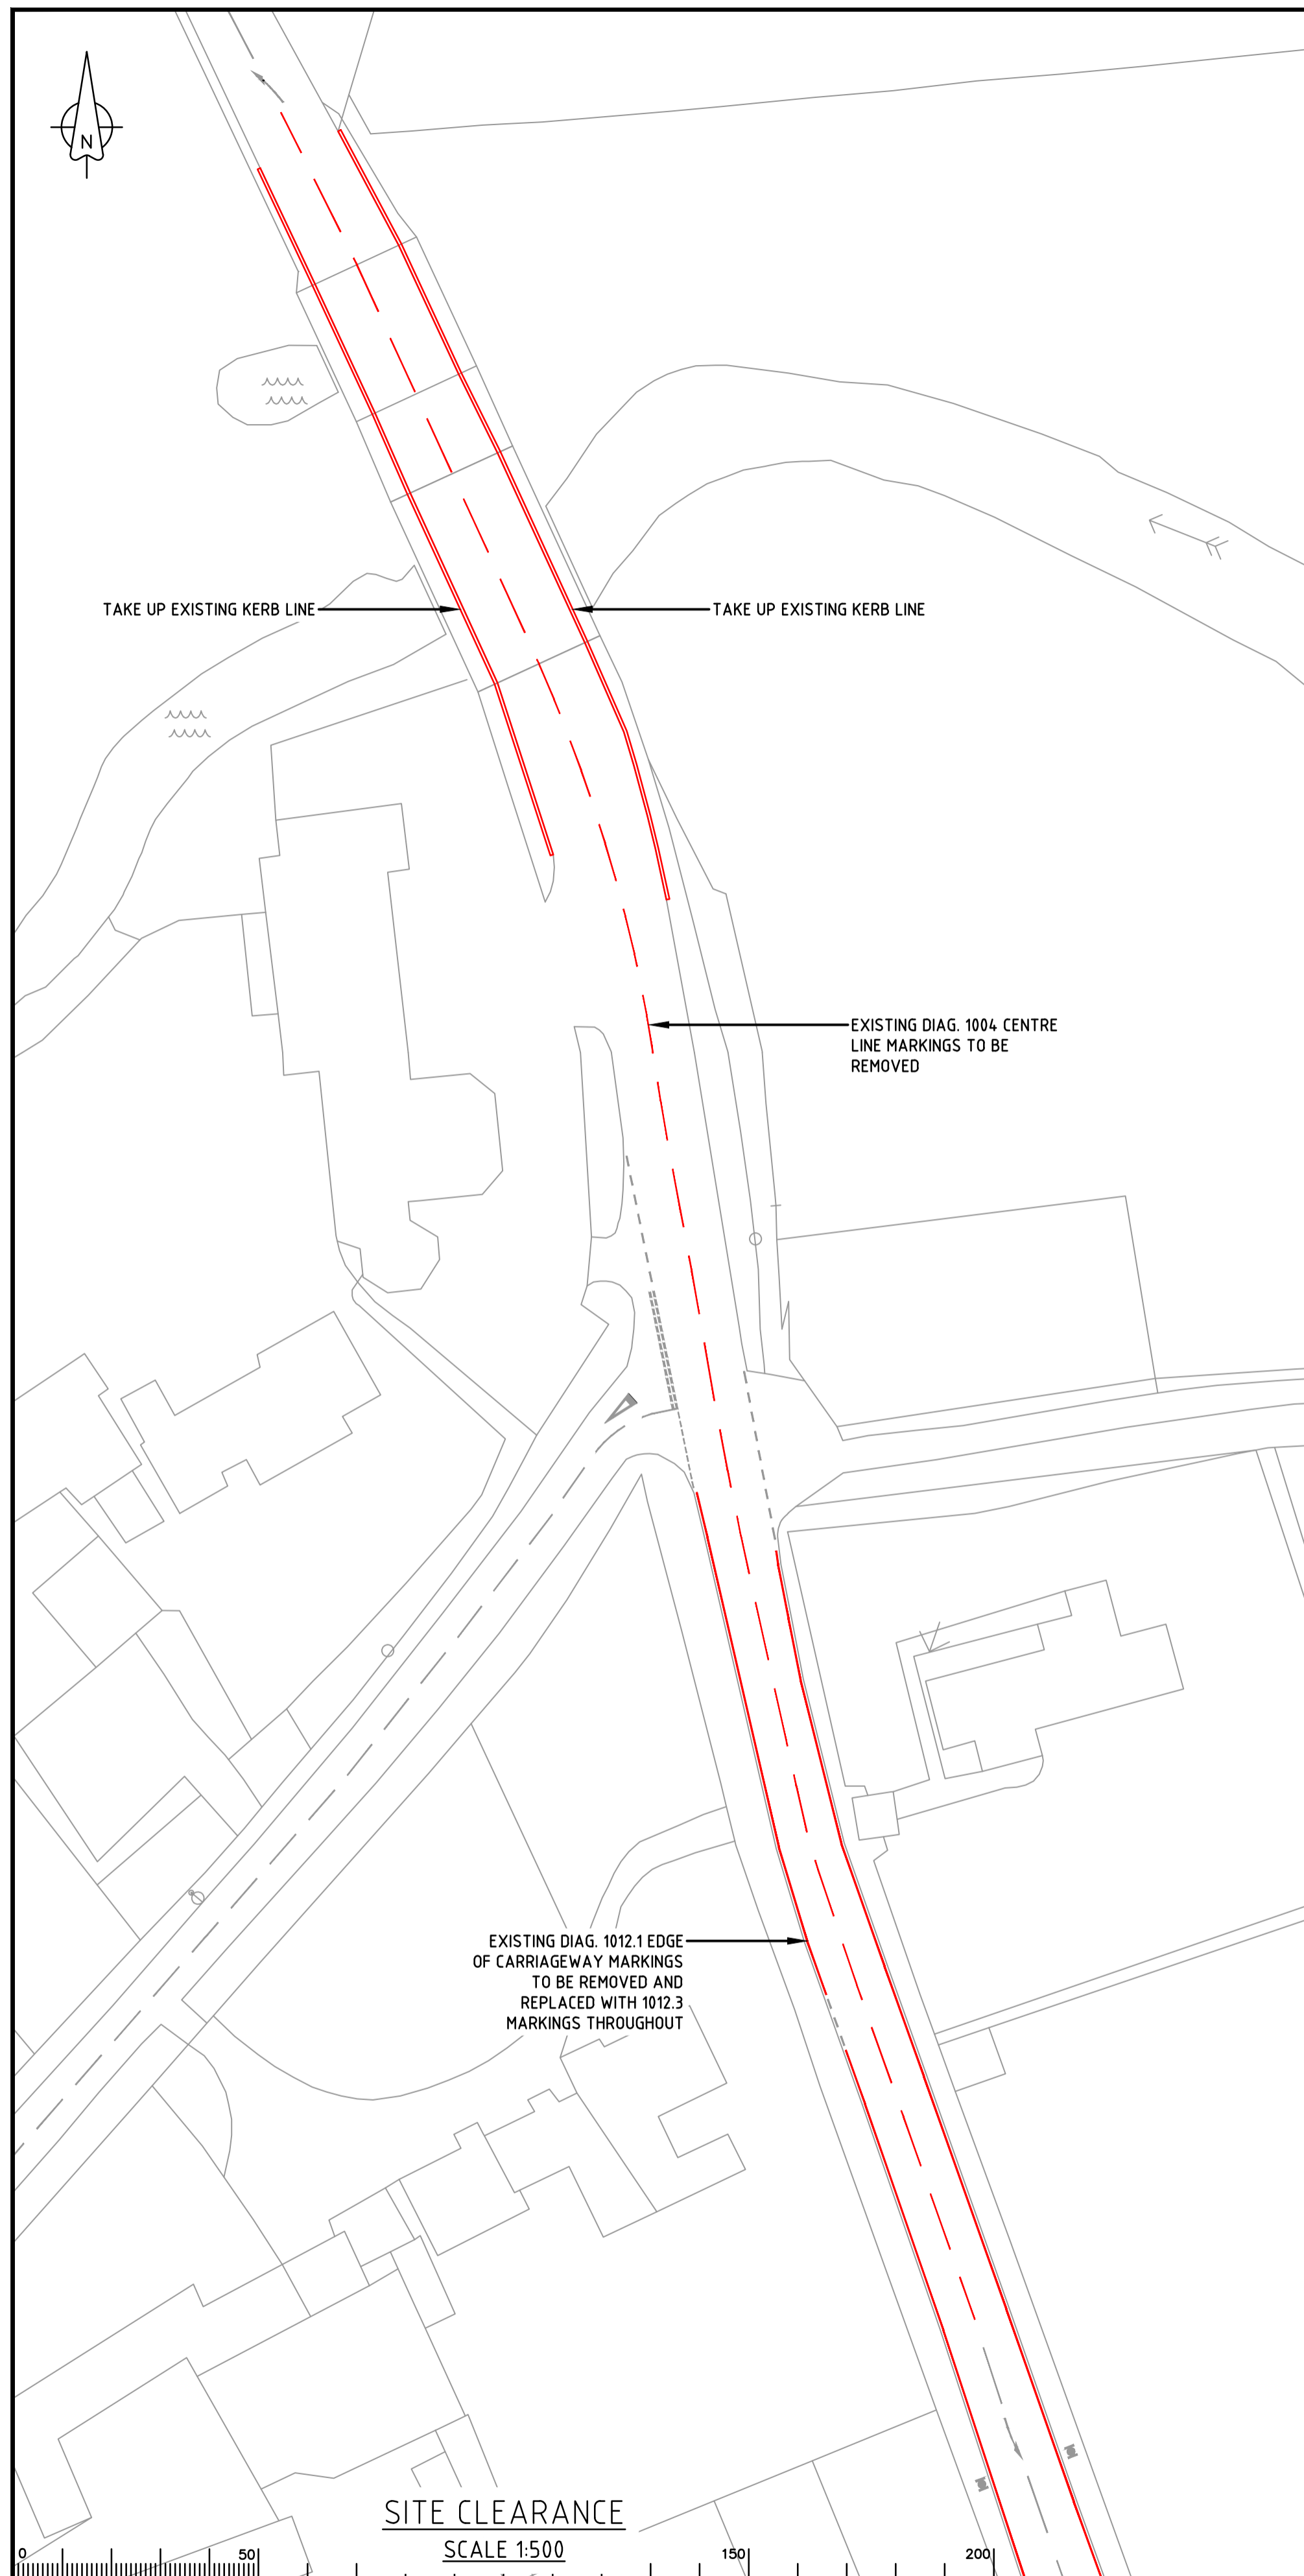 N
TAKE UP EXISTING KERB LINE
TAKE UP EXISTING KERB LINE
EXISTING DIAG. 1004 CENTRE
LINE MARKINGS TO BE
REMOVED
EXISTING DIAG. 1012.1 EDGE
OF CARRIAGEWAY MARKINGS
TO BE REMOVED AND
REPLACED WITH 1012.3
MARKINGS THROUGHOUT
SITE CLEARANCE
SCALE 1:500
0 50 150 200